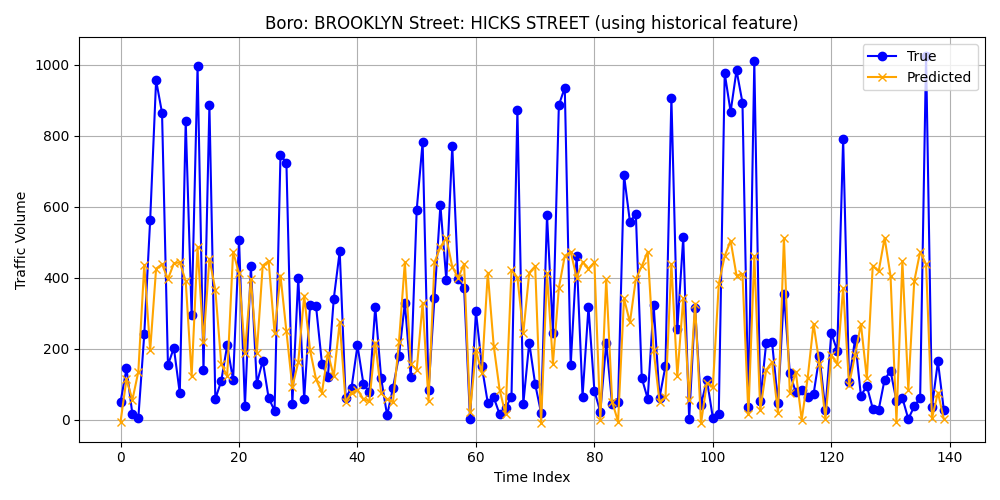 Boro: BROOKLYN Street: HICKS STREET (using historical feature)
True
Predicted
Traffic Volume
1000
800
600
400
200
0
0 20 40 60 80 100 120 140
Time Index